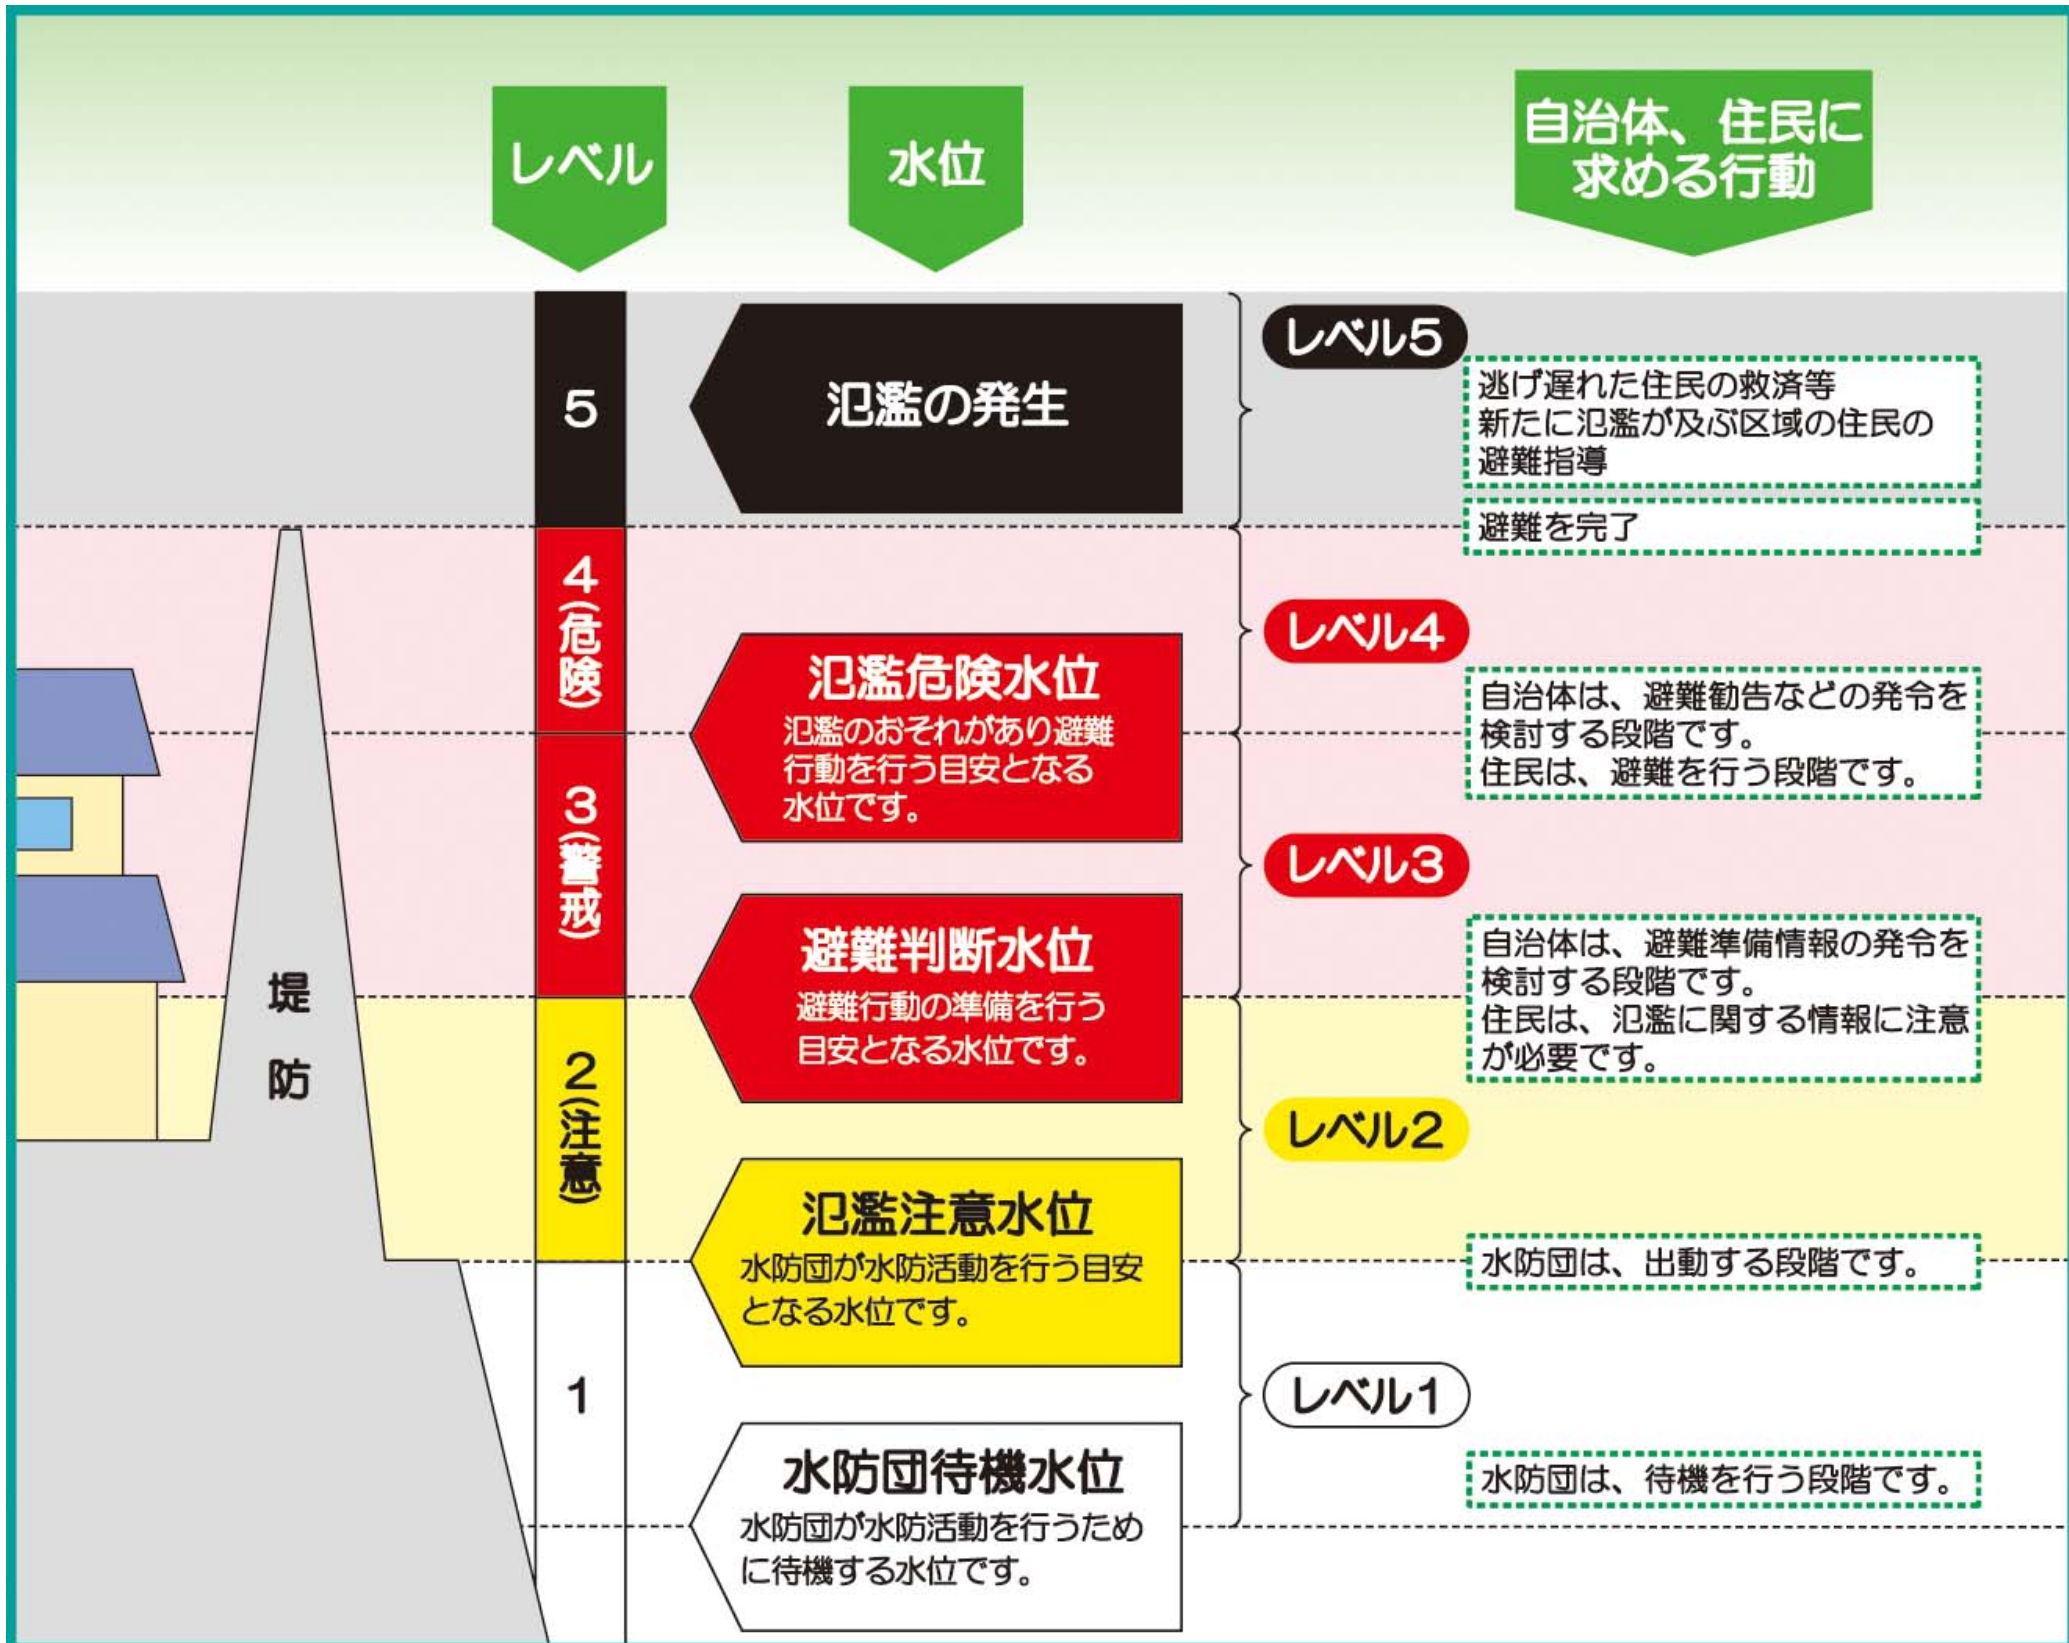 レベル
水位
自治体、住民に
求める行動
5
氾濫の発生
レベル5
逃げ遅れた住民の救済等
新たに氾濫が及ぶ区域の住民の
避難指導
避難を完了
4(危険)
氾濫危険水位
氾濫のおそれがあり避難
行動を行う目安となる
水位です。
レベル4
自治体は、避難勧告などの発令を
検討する段階です。
住民は、避難を行う段階です。
3(警戒)
避難判断水位
避難行動の準備を行う
目安となる水位です。
レベル3
自治体は、避難準備情報の発令を
検討する段階です。
住民は、氾濫に関する情報に注意
が必要です。
堤防
2(注意)
氾濫注意水位
水防団が水防活動を行う目安
となる水位です。
レベル2
水防団は、出動する段階です。
1
水防団待機水位
水防団が水防活動を行うため
に待機する水位です。
レベル1
水防団は、待機を行う段階です。